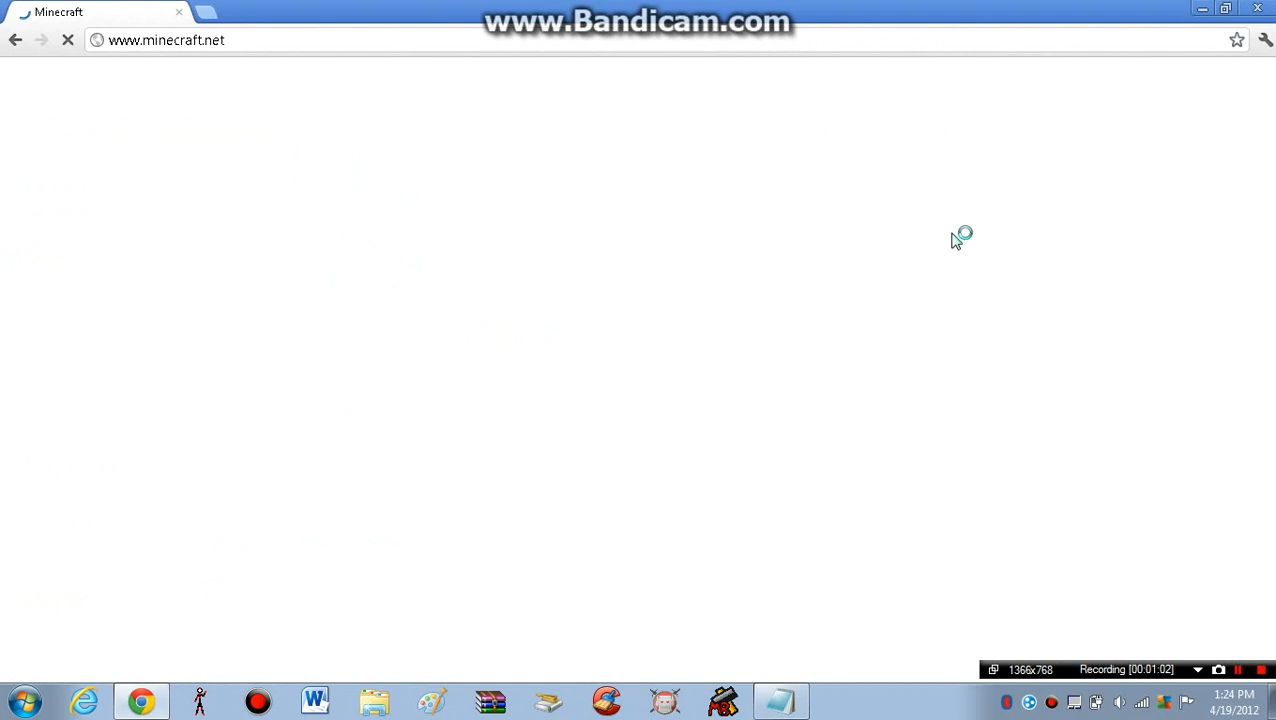 Minecraft
www.Bandicam.com
www.minecraft.net
1366x768
Recording [00:01:02]
1:24 PM
4/19/2012